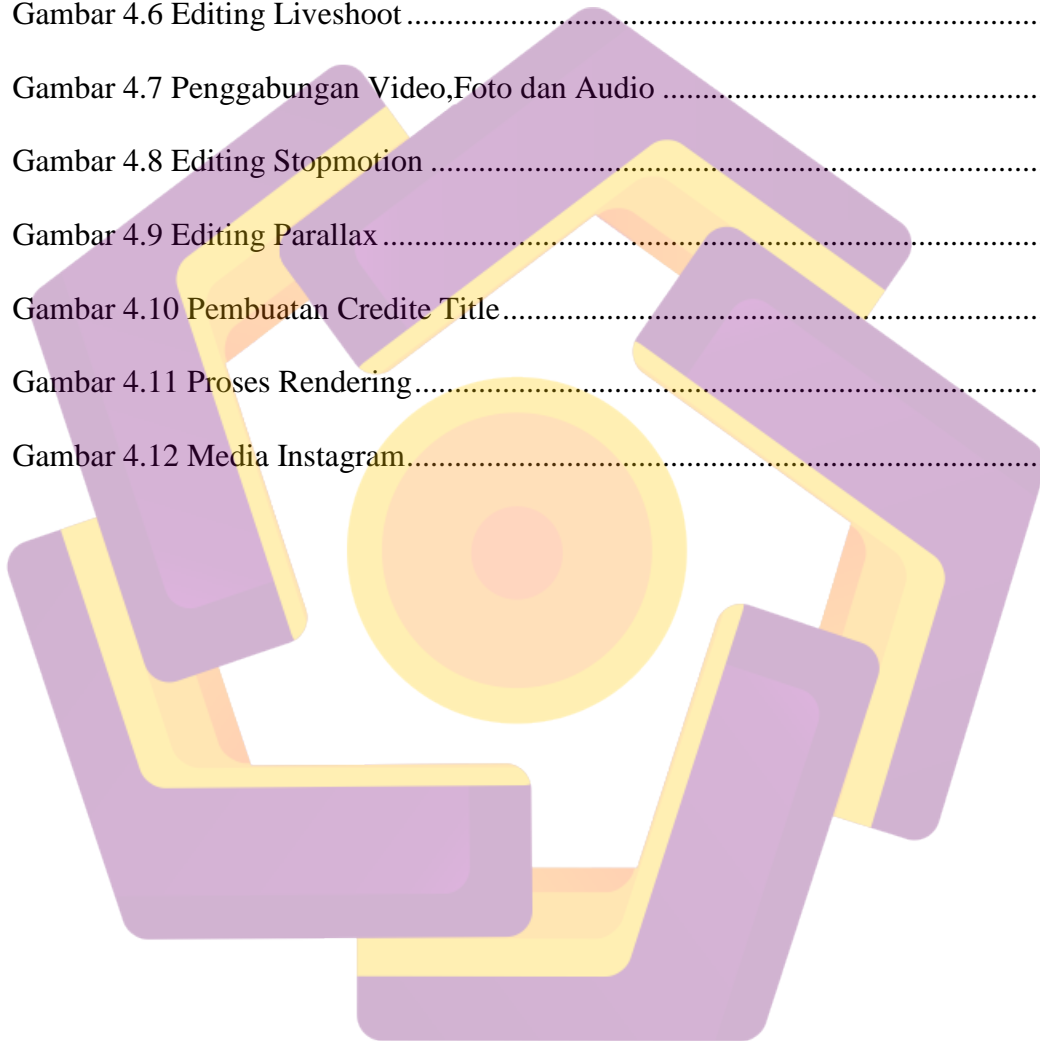 Gambar 4.6 Editing Liveshoot ..........................................................................
Gambar 4.7 Penggabungan Video,Foto dan Audio ............................................
Gambar 4.8 Editing Stopmotion .......................................................................
Gambar 4.9 Editing Parallax .............................................................................
Gambar 4.10 Pembuatan Credite Title ...............................................................
Gambar 4.11 Proses Rendering .........................................................................
Gambar 4.12 Media Instagram ..........................................................................